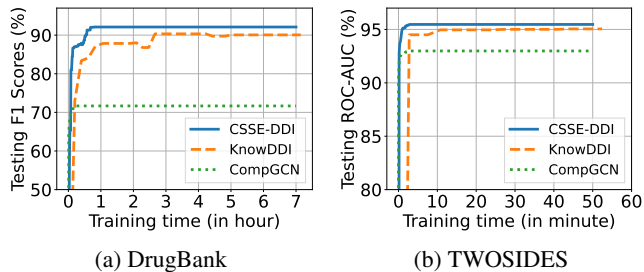 Testing F1 Scores (%)
90
80
70
60
50
CSSE-DDI
KnowDDI
CompGCN
0 1 2 3 4 5 6 7
Training time (in hour)
(a) DrugBank
Testing ROC-AUC (%)
95
90
85
80
CSSE-DDI
KnowDDI
CompGCN
0 10 20 30 40 50 60
Training time (in minute)
(b) TWOSIDES